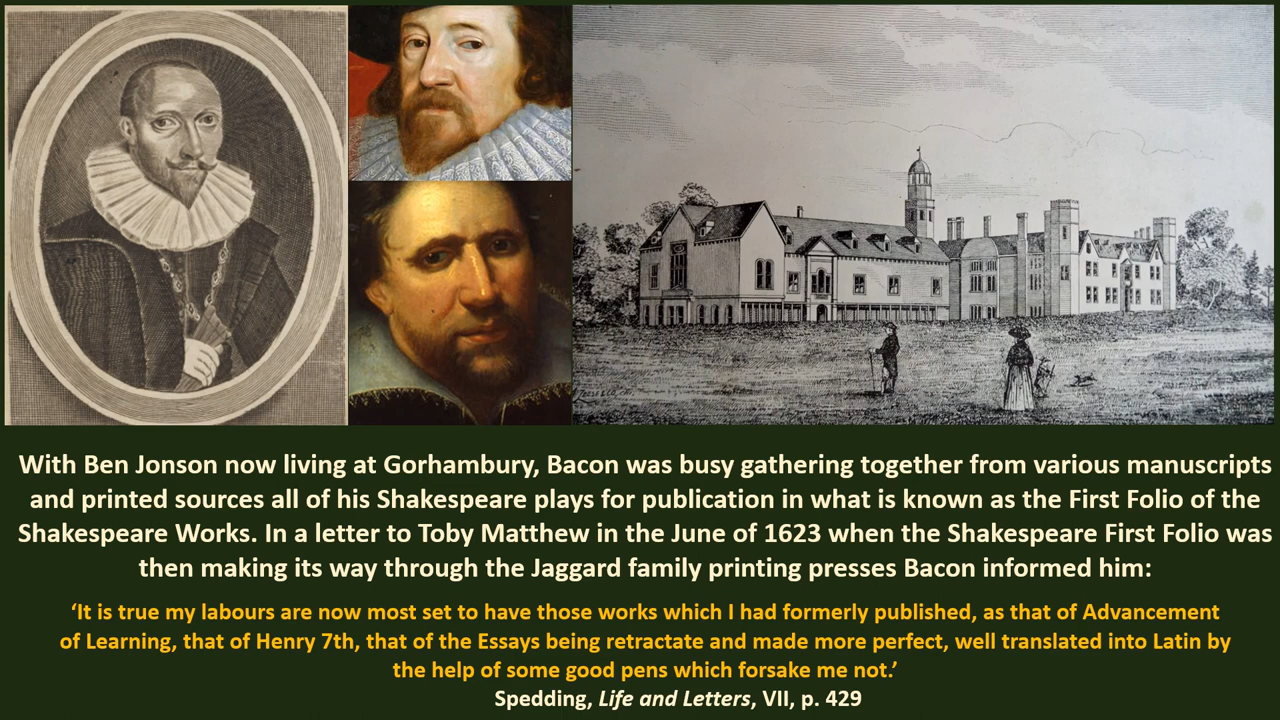 With Ben Jonson now living at Gorhambury, Bacon was busy gathering together from various manuscripts
and printed sources all of his Shakespeare plays for publication in what is known as the First Folio of the
Shakespeare Works. In a letter to Toby Matthew in the June of 1623 when the Shakespeare First Folio was
then making its way through the Jaggard family printing presses Bacon informed him:
‘It is true my labours are now most set to have those works which I had formerly published, as that of Advancement
of Learning, that of Henry 7th, that of the Essays being retractate and made more perfect, well translated into Latin by
the help of some good pens which forsake me not.’
Spedding, Life and Letters, VII, p. 429